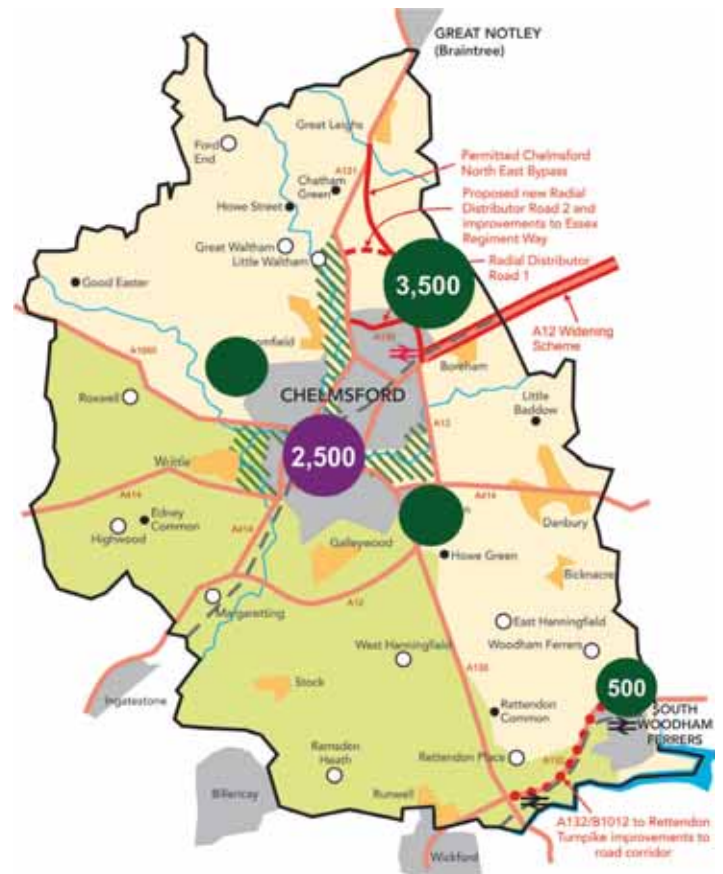 GREAT NOTLEY
(Braintree)
Great Leighs
Ford
End
A131
Chatham
Green
Permitted Chelmsford
North East Bypass
Howe Street
Proposed new Radial
Distributor Road 2 and
improvements to Essex
Regiment Way
Great Waltham
Little Waltham
Radial Distributor
Road 1
Good Easter
3,500
A12 Widening
Scheme
A130
omfield
Boreham
A1060
CHELMSFORD
Roxwell
Little
Baddow
A12
Writtle
2,500
A414
A414
Edney
Common
Highwood
Danbury
A414
Galleywood
Howe Green
Bicknacre
Margaretting
A12
East Hanningfield
West Hanningfield
Woodham Ferrers
A130
Stock
500
Ingatestone
Rattendon
Common
SOUTH
WOODHAM
FERRERS
Ramsden
Heath
Rettendon Place
A132
Billericay
Runwell
A132/B1012 to Rettendon
Turnpike improvements to
road corridor
Wickford